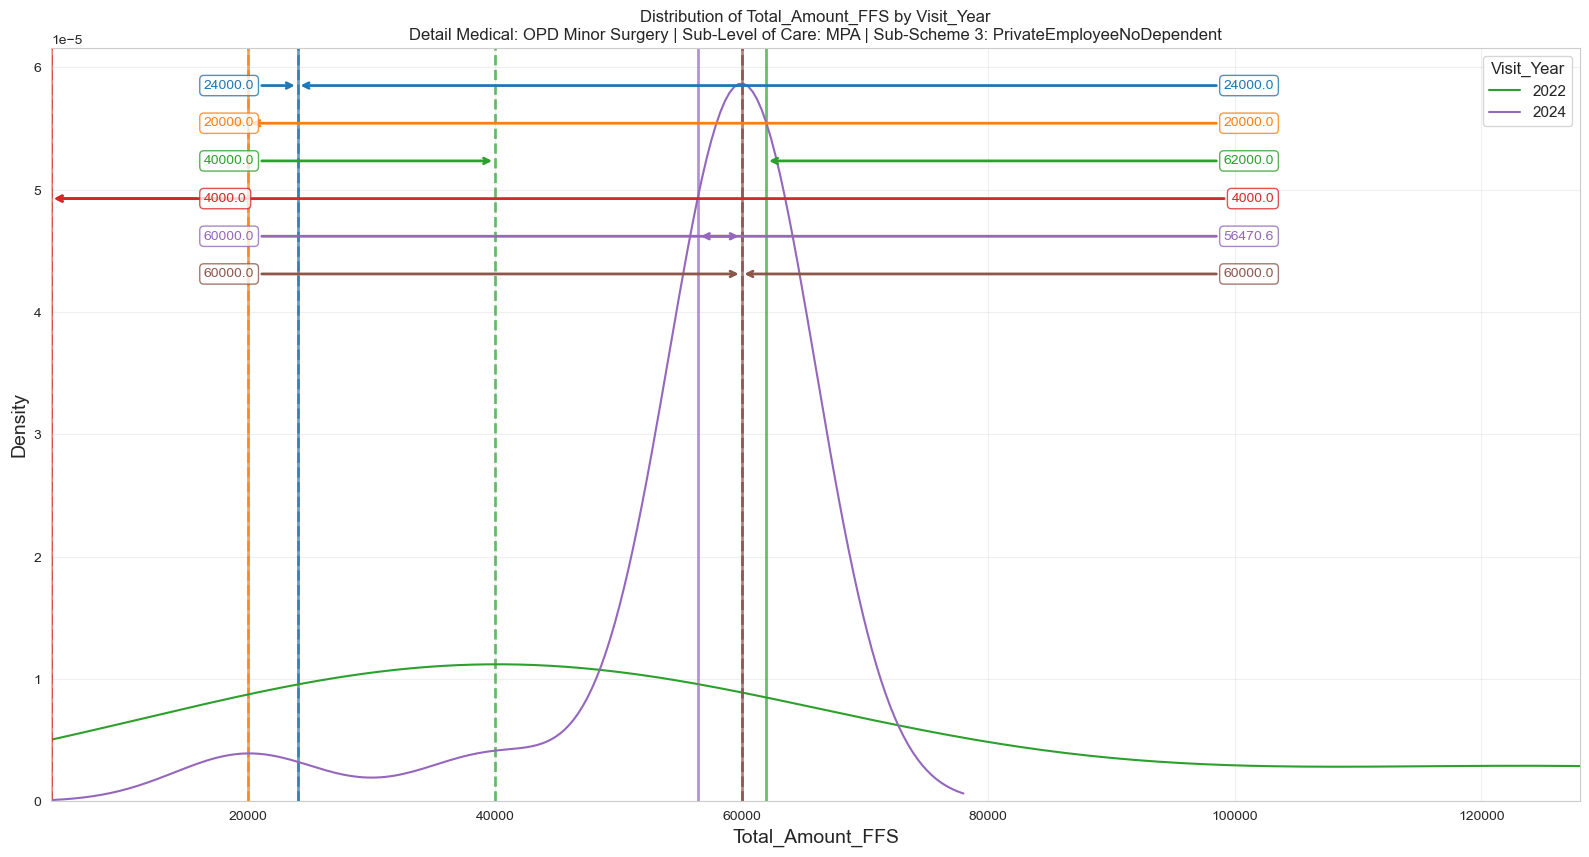 Distribution of Total_Amount_FFS by Visit_Year
Detail Medical: OPD Minor Surgery | Sub-Level of Care: MPA | Sub-Scheme 3: PrivateEmployeeNoDependent
1e−5
Visit_Year
2022
2024
24000.0 24000.0
20000.0 20000.0
40000.0 62000.0
4000.0 4000.0
60000.0 56470.6
60000.0 60000.0
6
5
4
3
2
1
0
Density
20000 40000 60000 80000 100000 120000
Total_Amount_FFS